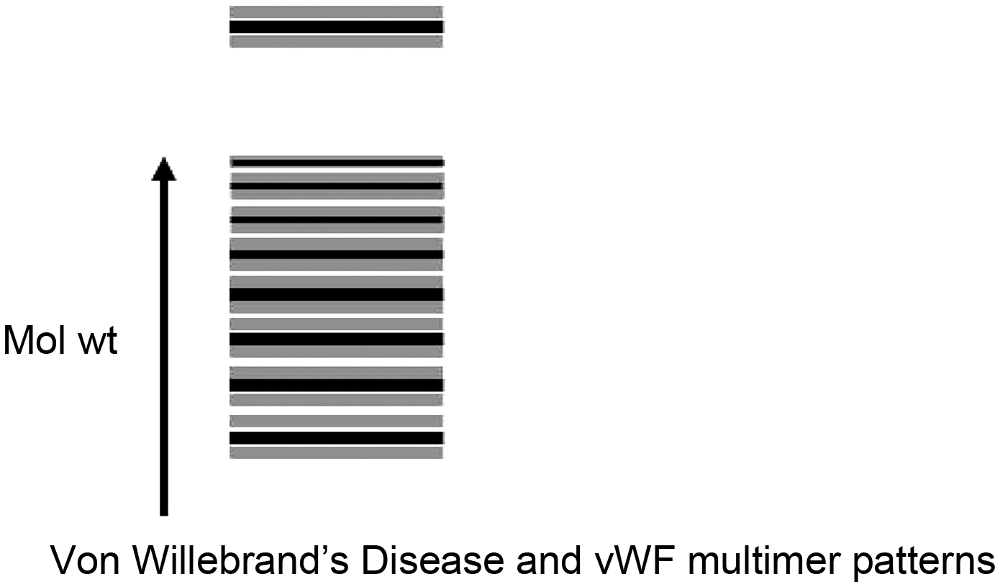 Mol wt
Von Willebrand’s Disease and vWF multimer patterns